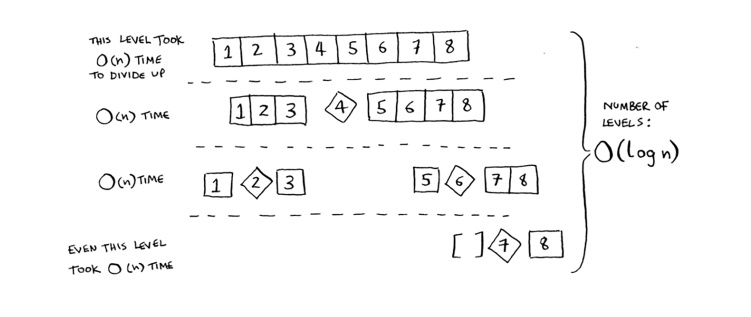 THIS LEVEL TOOK
O(n) TIME
TO DIVIDE UP
1 2 3 4 5 6 7 8
O(n) TIME
1 2 3 4 5 6 7 8
NUMBER OF
LEVELS:
O(log n)
O(n) TIME
1 2 3 5 6 7 8
EVEN THIS LEVEL
TOOK O(n) TIME
[ ] 7 8